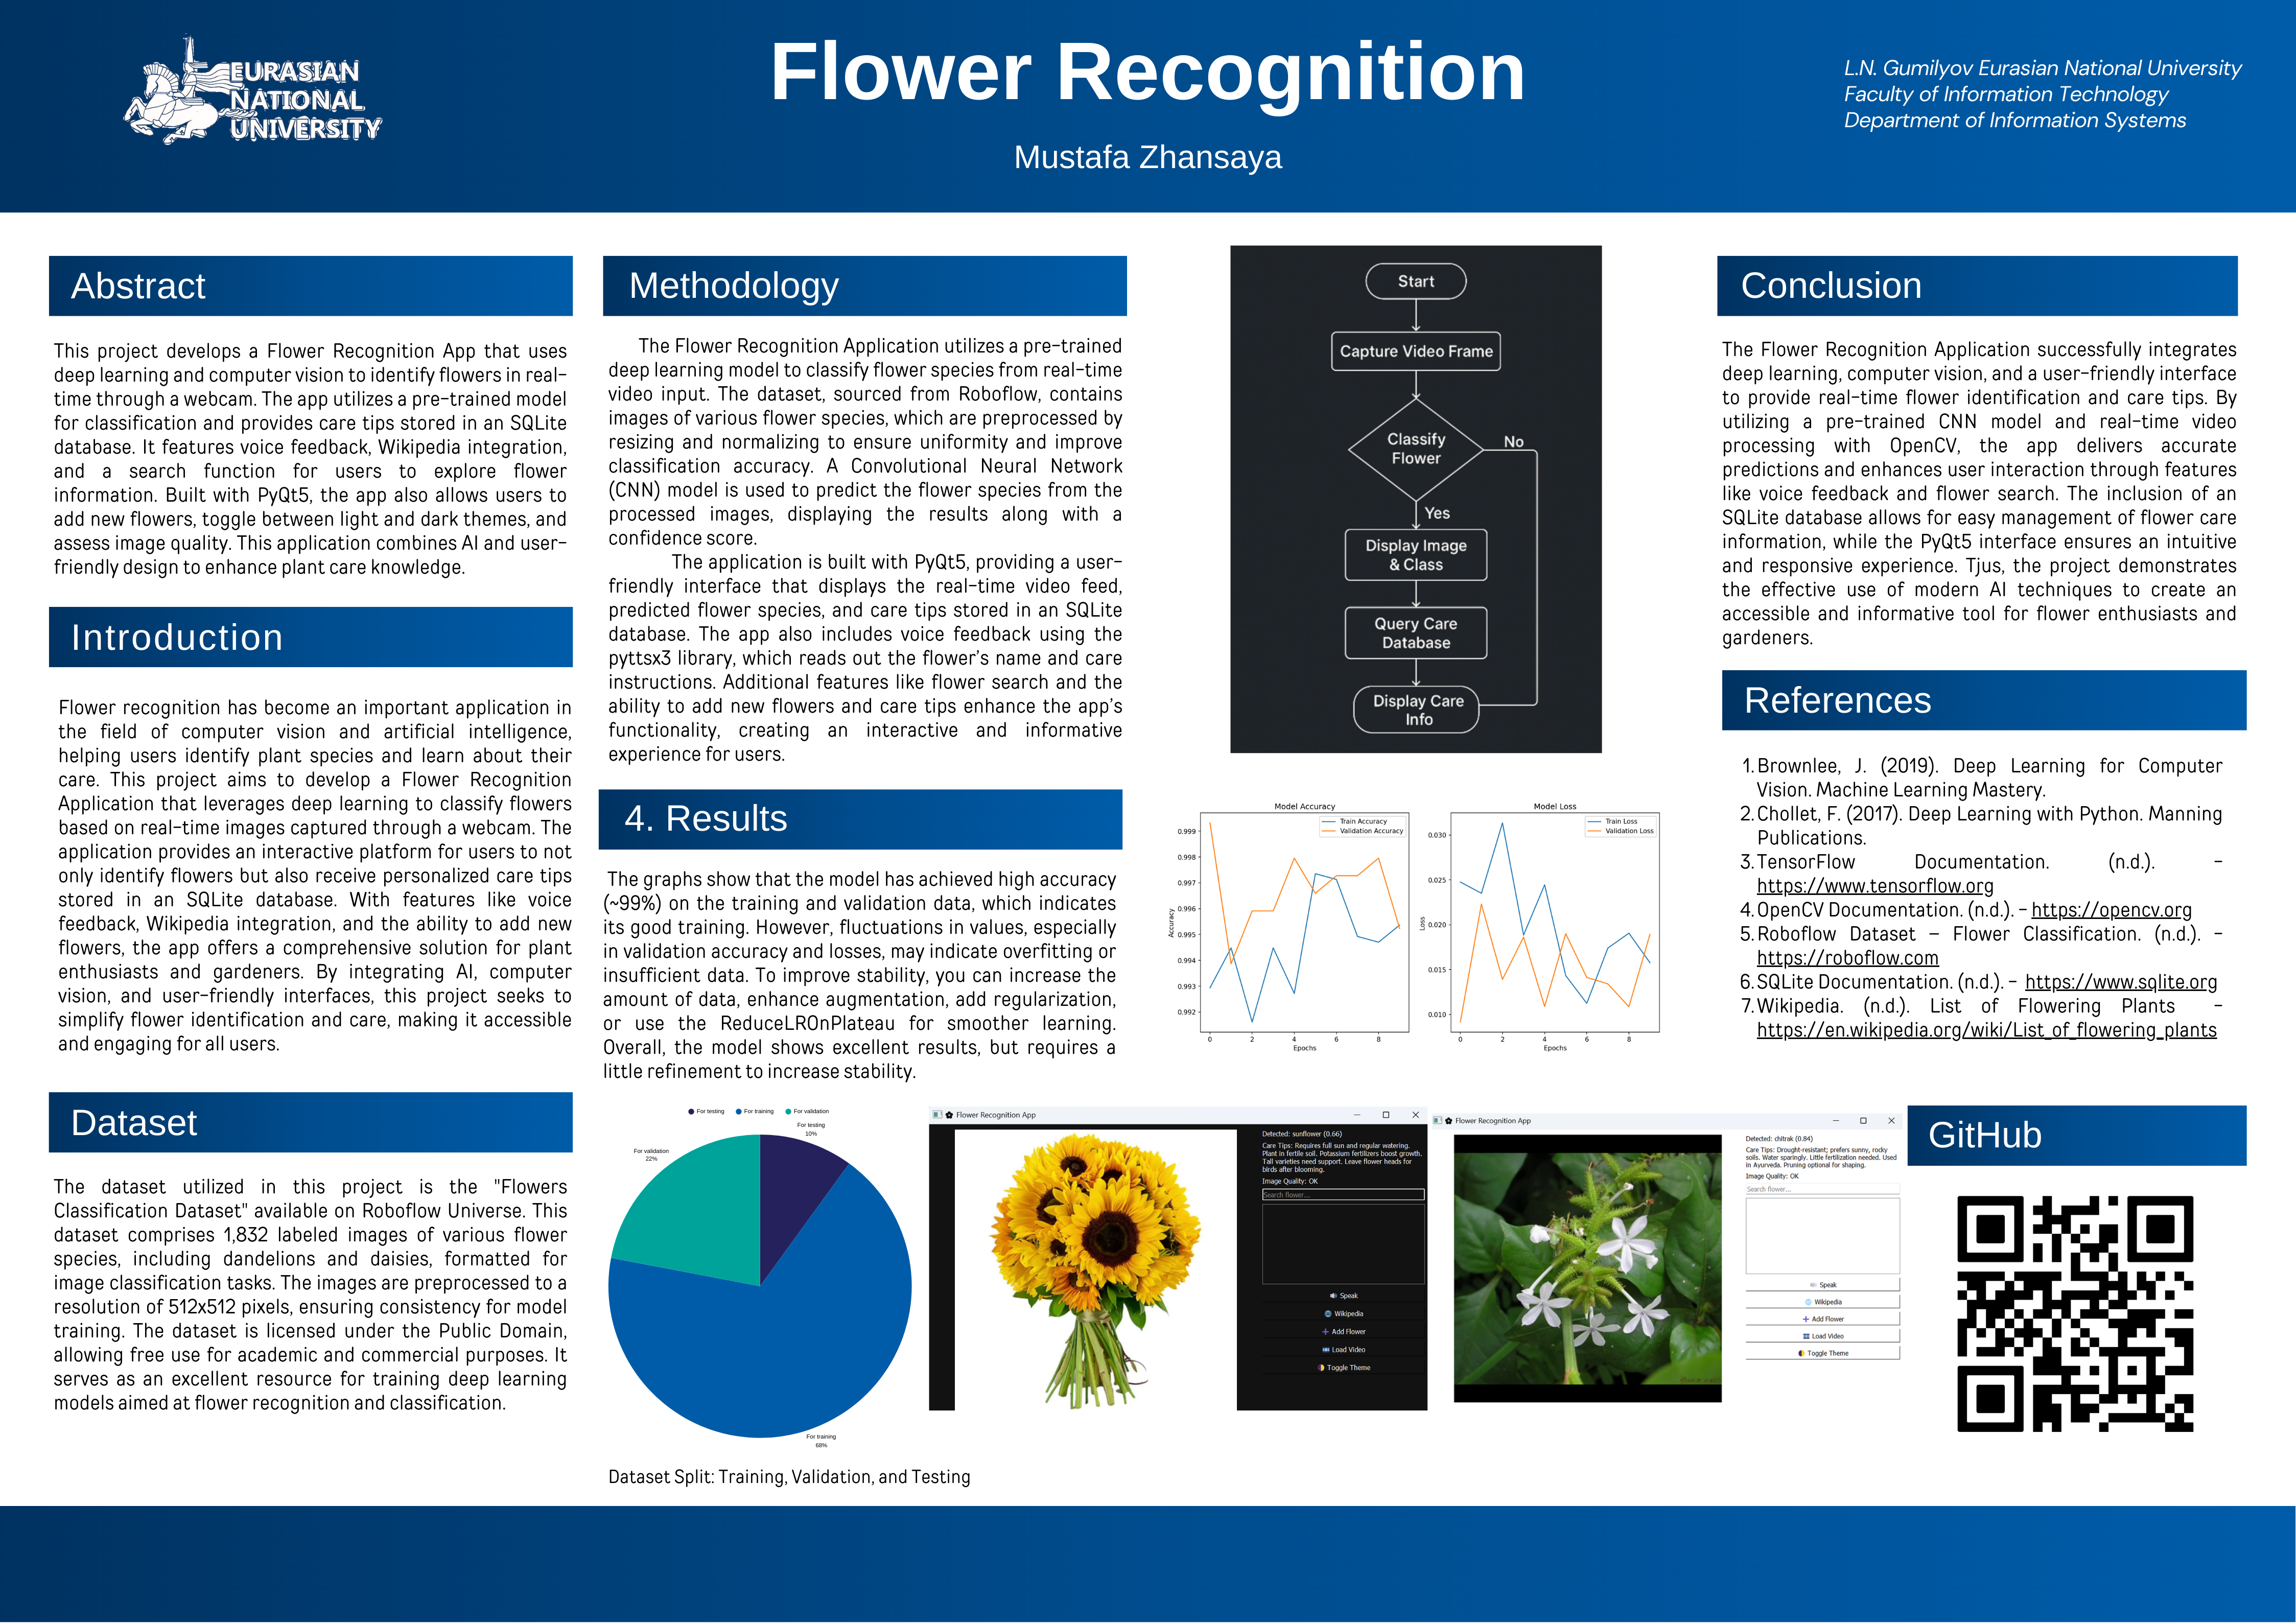 EURASIAN
NATIONAL
UNIVERSITY
Flower Recognition
Mustafa Zhansaya
L.N. Gumilyov Eurasian National University
Faculty of Information Technology
Department of Information Systems
Abstract
This project develops a Flower Recognition App that uses
deep learning and computer vision to identify flowers in real-
time through a webcam. The app utilizes a pre-trained model
for classification and provides care tips stored in an SQLite
database. It features voice feedback, Wikipedia integration,
and a search function for users to explore flower
information. Built with PyQt5, the app also allows users to
add new flowers, toggle between light and dark themes, and
assess image quality. This application combines AI and user-
friendly design to enhance plant care knowledge.
Introduction
Flower recognition has become an important application in
the field of computer vision and artificial intelligence,
helping users identify plant species and learn about their
care. This project aims to develop a Flower Recognition
Application that leverages deep learning to classify flowers
based on real-time images captured through a webcam. The
application provides an interactive platform for users to not
only identify flowers but also receive personalized care tips
stored in an SQLite database. With features like voice
feedback, Wikipedia integration, and the ability to add new
flowers, the app offers a comprehensive solution for plant
enthusiasts and gardeners. By integrating AI, computer
vision, and user-friendly interfaces, this project seeks to
simplify flower identification and care, making it accessible
and engaging for all users.
Dataset
The dataset utilized in this project is the "Flowers
Classification Dataset" available on Roboflow Universe. This
dataset comprises 1,832 labeled images of various flower
species, including dandelions and daisies, formatted for
image classification tasks. The images are preprocessed to a
resolution of 512x512 pixels, ensuring consistency for model
training. The dataset is licensed under the Public Domain,
allowing free use for academic and commercial purposes. It
serves as an excellent resource for training deep learning
models aimed at flower recognition and classification.
Methodology
The Flower Recognition Application utilizes a pre-trained
deep learning model to classify flower species from real-time
video input. The dataset, sourced from Roboflow, contains
images of various flower species, which are preprocessed by
resizing and normalizing to ensure uniformity and improve
classification accuracy. A Convolutional Neural Network
(CNN) model is used to predict the flower species from the
processed images, displaying the results along with a
confidence score.
The application is built with PyQt5, providing a user-
friendly interface that displays the real-time video feed,
predicted flower species, and care tips stored in an SQLite
database. The app also includes voice feedback using the
pyttsx3 library, which reads out the flower's name and care
instructions. Additional features like flower search and the
ability to add new flowers and care tips enhance the app's
functionality, creating an interactive and informative
experience for users.
4. Results
The graphs show that the model has achieved high accuracy
(~99%) on the training and validation data, which indicates
its good training. However, fluctuations in values, especially
in validation accuracy and losses, may indicate overfitting or
insufficient data. To improve stability, you can increase the
amount of data, enhance augmentation, add regularization,
or use the ReduceLROnPlateau for smoother learning.
Overall, the model shows excellent results, but requires a
little refinement to increase stability.
For testing For training For validation
For testing
10%
For validation
22%
For training
68%
Dataset Split: Training, Validation, and Testing
Start
Capture Video Frame
Classify
Flower
No
Yes
Display Image
& Class
Query Care
Database
Display Care
Info
Model Accuracy
Train Accuracy
Validation Accuracy
0.999
0.998
0.997
0.996
0.995
0.994
0.993
0.992
Accuracy
0 2 4 6 8
Epochs
Model Loss
Train Loss
Validation Loss
0.030
0.025
0.020
0.015
0.010
Loss
0 2 4 6 8
Epochs
Flower Recognition App
Detected: sunflower (0.66)
Care Tips: Requires full sun and regular watering.
Plant in fertile soil. Potassium fertilizers boost growth.
Tall varieties need support. Leave flower heads for
birds after blooming.
Image Quality: OK
Search flower...
Speak
Wikipedia
Add Flower
Load Video
Toggle Theme
Flower Recognition App
Detected: chitrak (0.84)
Care Tips: Drought-resistant; prefers sunny, rocky
soils. Water sparingly. Little fertilization needed. Used
in Ayurveda. Pruning optional for shaping.
Image Quality: OK
Search flower...
Speak
Wikipedia
Add Flower
Load Video
Toggle Theme
Conclusion
The Flower Recognition Application successfully integrates
deep learning, computer vision, and a user-friendly interface
to provide real-time flower identification and care tips. By
utilizing a pre-trained CNN model and real-time video
processing with OpenCV, the app delivers accurate
predictions and enhances user interaction through features
like voice feedback and flower search. The inclusion of an
SQLite database allows for easy management of flower care
information, while the PyQt5 interface ensures an intuitive
and responsive experience. Tjus, the project demonstrates
the effective use of modern AI techniques to create an
accessible and informative tool for flower enthusiasts and
gardeners.
References
1. Brownlee, J. (2019). Deep Learning for Computer
Vision. Machine Learning Mastery.
2. Chollet, F. (2017). Deep Learning with Python. Manning
Publications.
3. TensorFlow Documentation. (n.d.). -
https://www.tensorflow.org
4. OpenCV Documentation. (n.d.). - https://opencv.org
5. Roboflow Dataset – Flower Classification. (n.d.). -
https://roboflow.com
6. SQLite Documentation. (n.d.). - https://www.sqlite.org
7. Wikipedia. (n.d.). List of Flowering Plants -
https://en.wikipedia.org/wiki/List_of_flowering_plants
GitHub